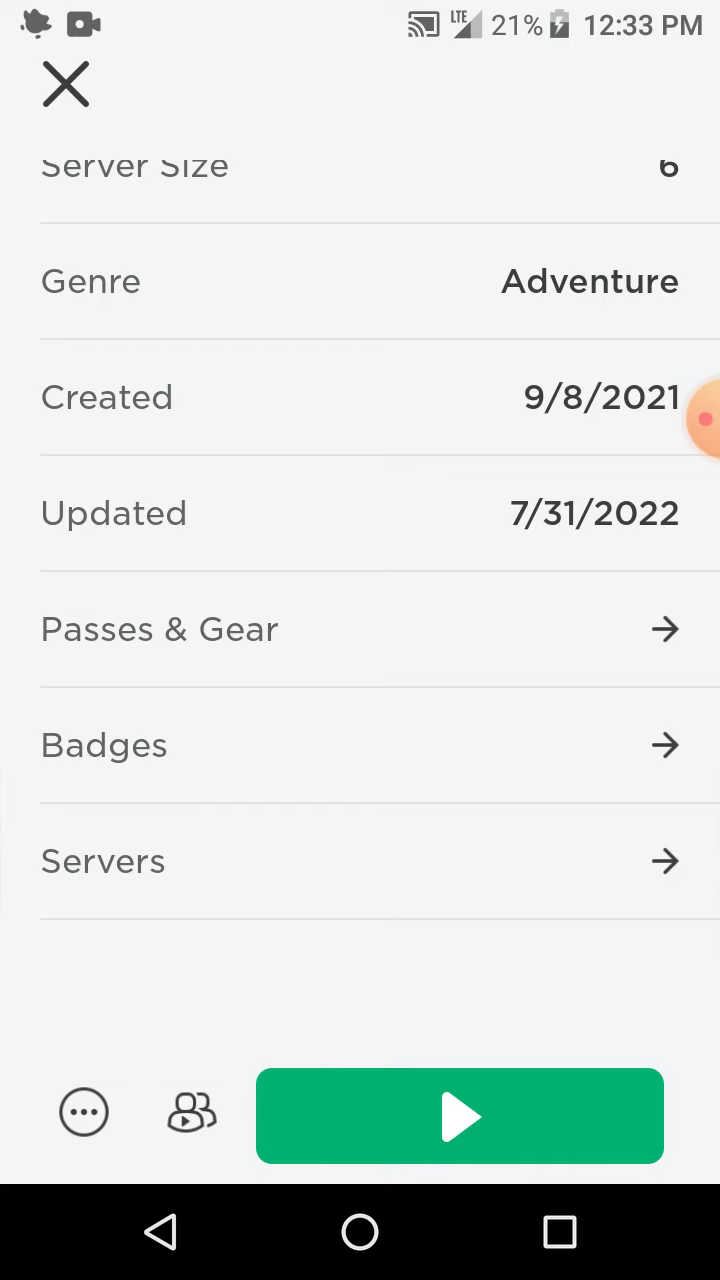 LTE 21% 12:33 PM
Server Size 6
Genre Adventure
Created 9/8/2021
Updated 7/31/2022
Passes & Gear
Badges
Servers